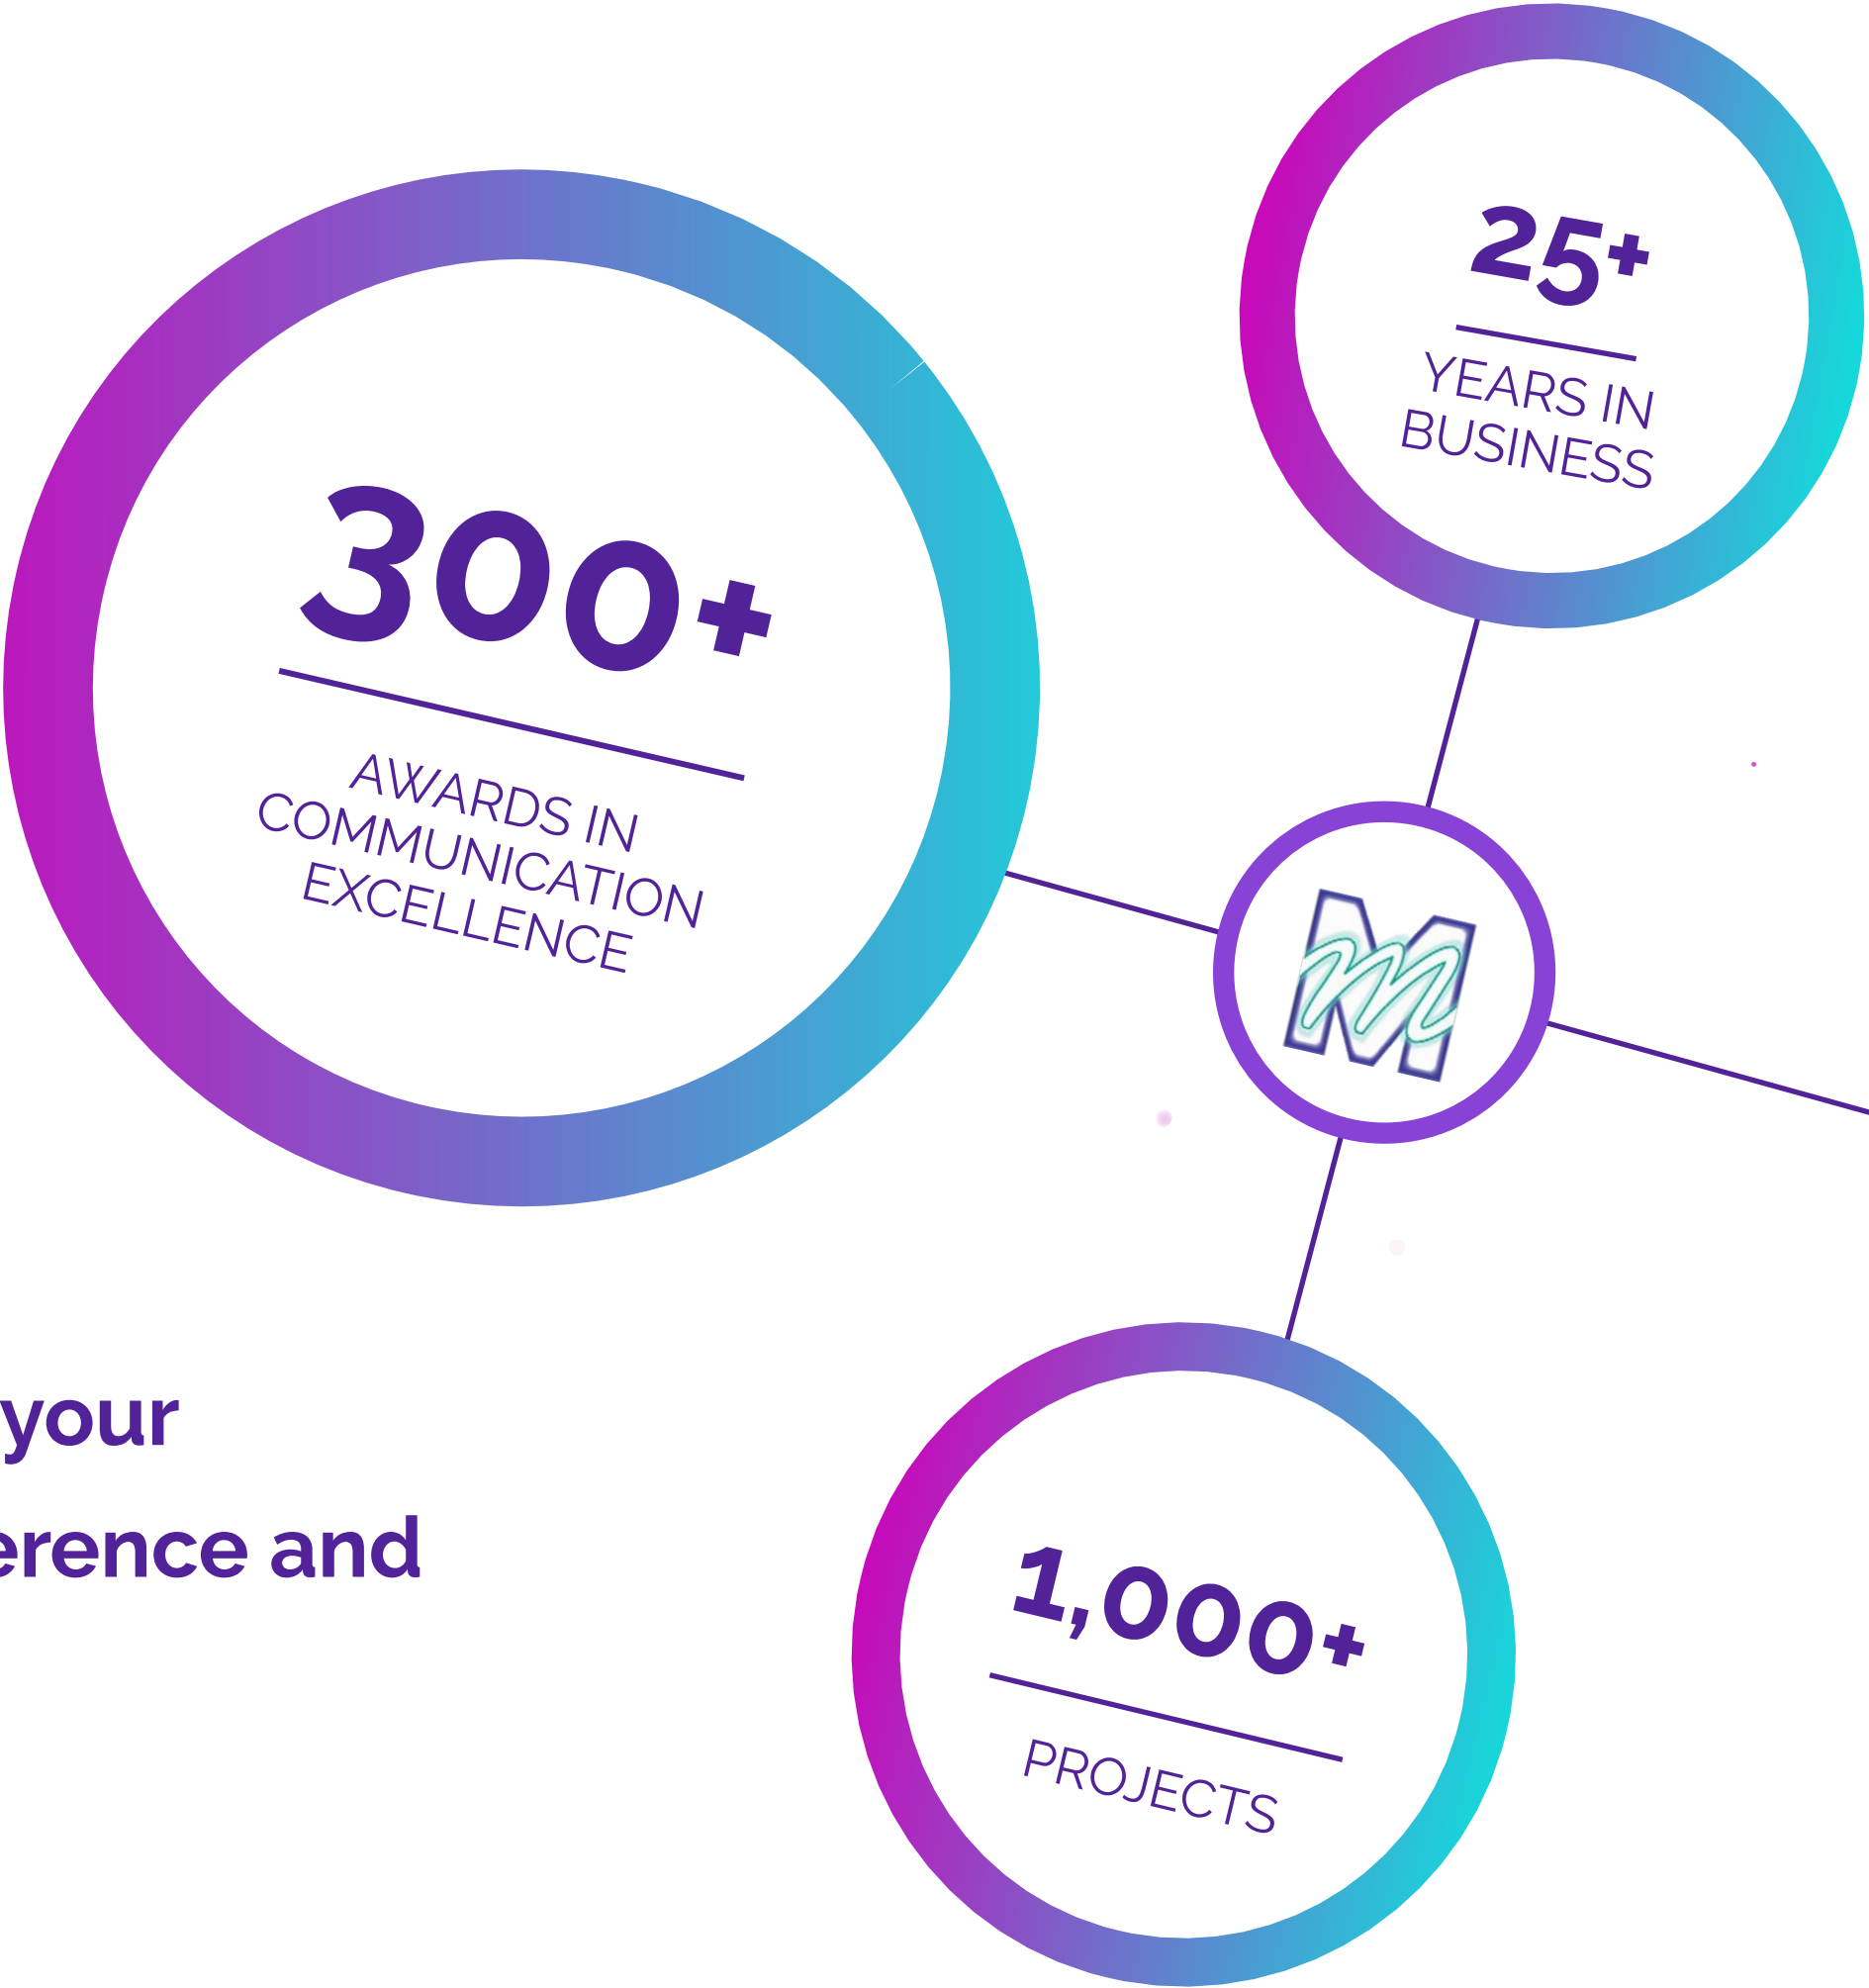 25+
YEARS IN
BUSINESS
300+
AWARDS IN
COMMUNICATION
EXCELLENCE
M
your
erence and
1,000+
PROJECTS